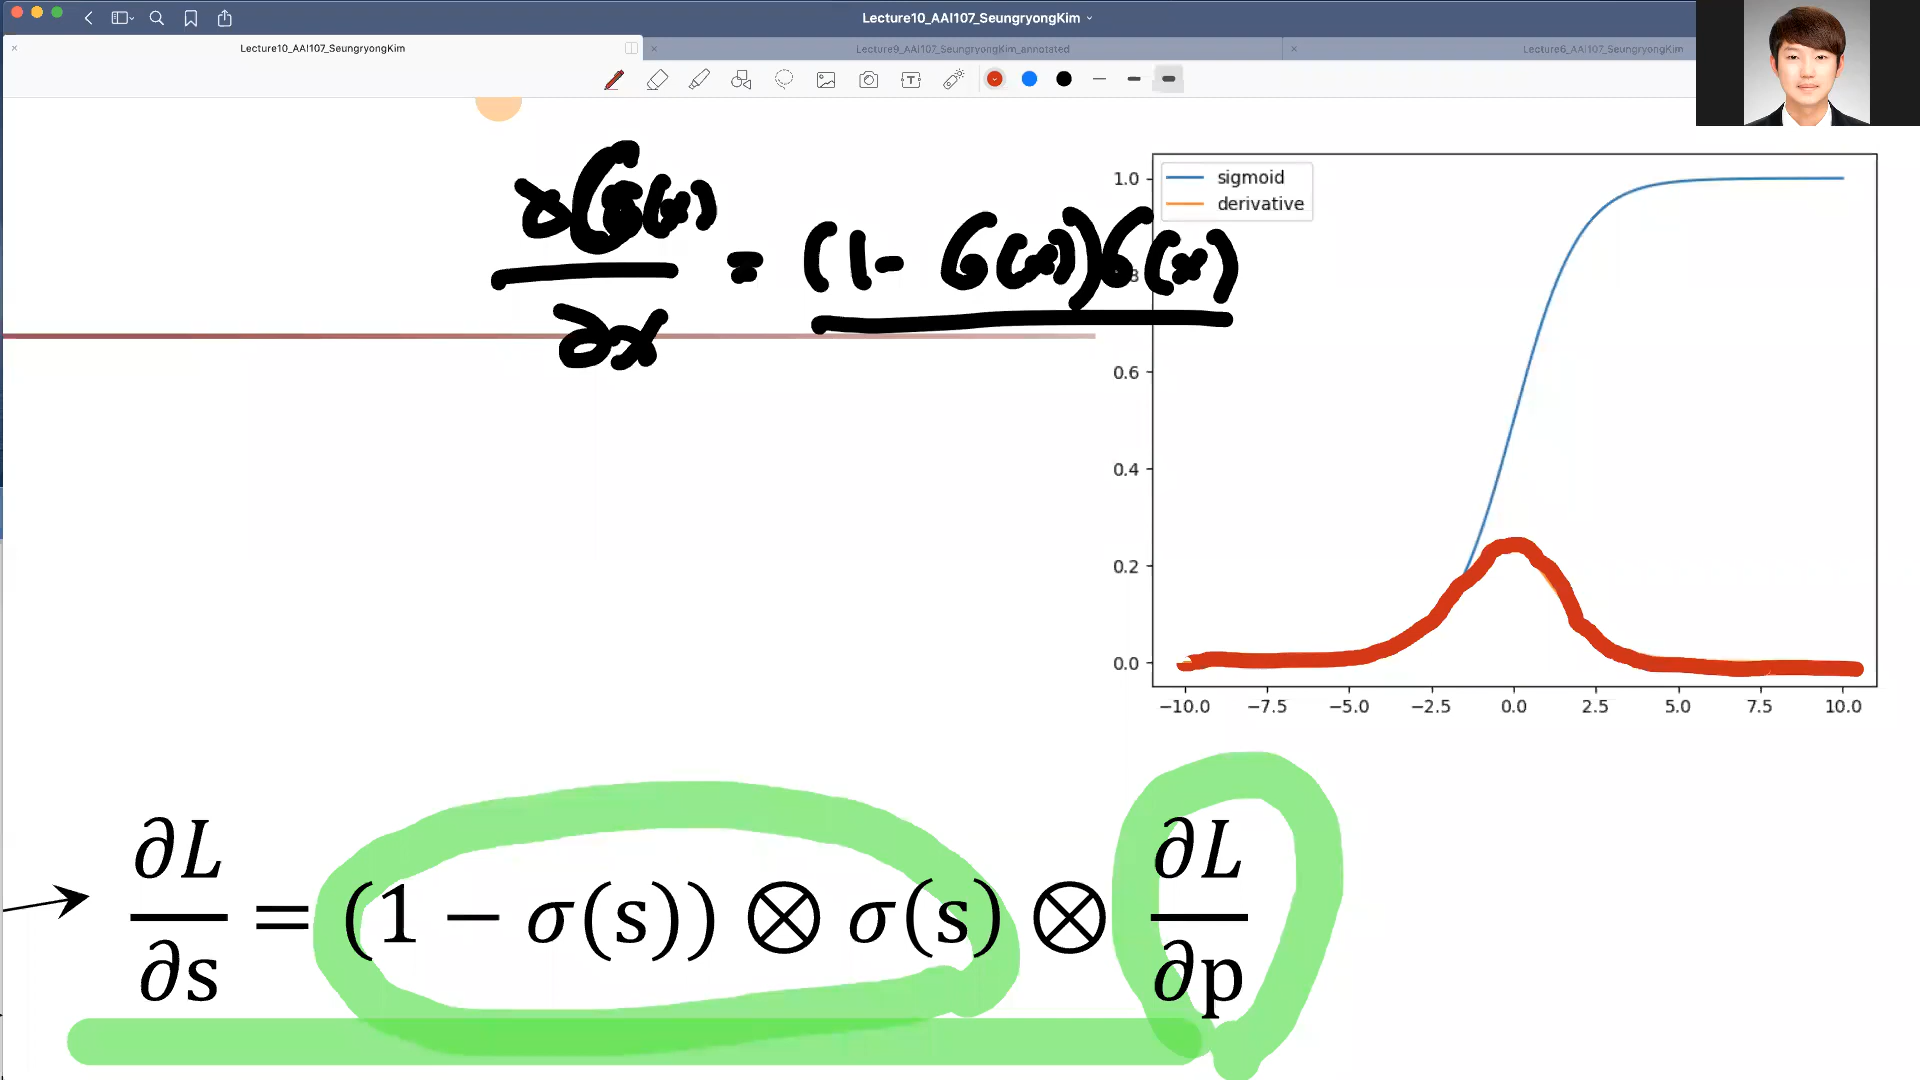 Lecture10_AAI107_SeungryongKim
Lecture10_AAI107_SeungryongKim
Lecture9_AAI107_SeungryongKim_annotated
Lecture6_AAI107_SeungryongKim
T
∂σ(x)
= (1 - σ(x))σ(x)
∂x
sigmoid
derivative
1.0
0.6
0.4
0.2
0.0
−10.0 −7.5 −5.0 −2.5 0.0 2.5 5.0 7.5 10.0
∂L/∂s = (1 − σ(s)) ⊗ σ(s) ⊗ ∂L/∂p